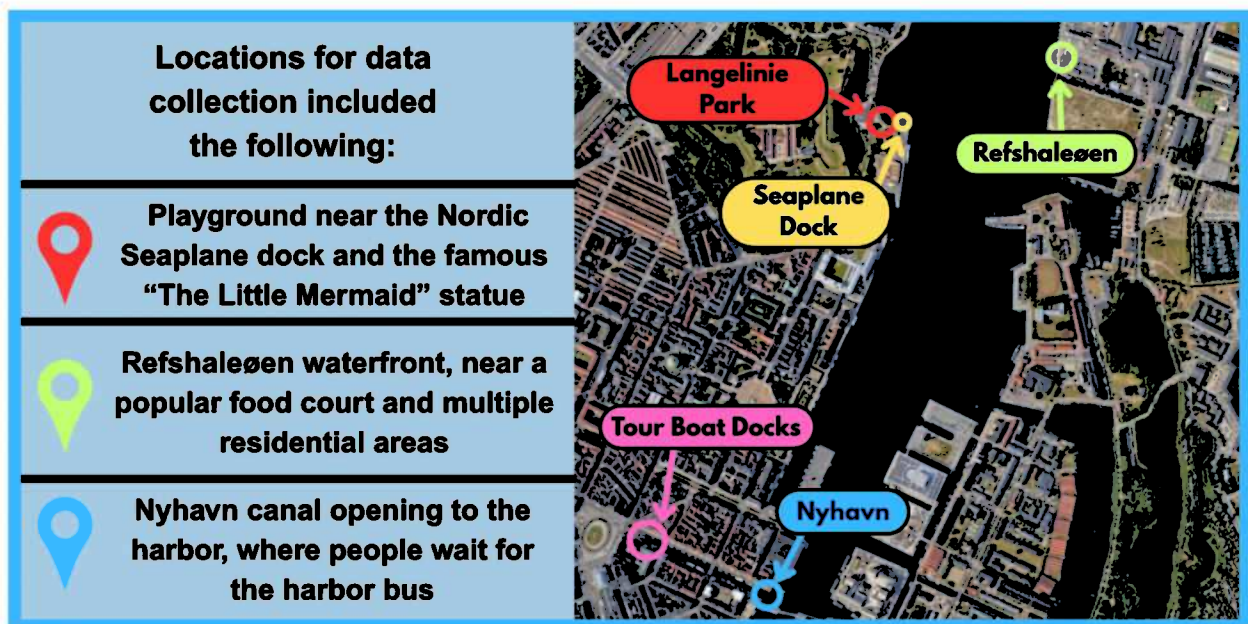 Locations for data
collection included
the following:
Playground near the Nordic
Seaplane dock and the famous
“The Little Mermaid” statue
Refshaleøen waterfront, near a
popular food court and multiple
residential areas
Nyhavn canal opening to the
harbor, where people wait for
the harbor bus
Langelinie
Park
Refshaleøen
Seaplane
Dock
Tour Boat Docks
Nyhavn